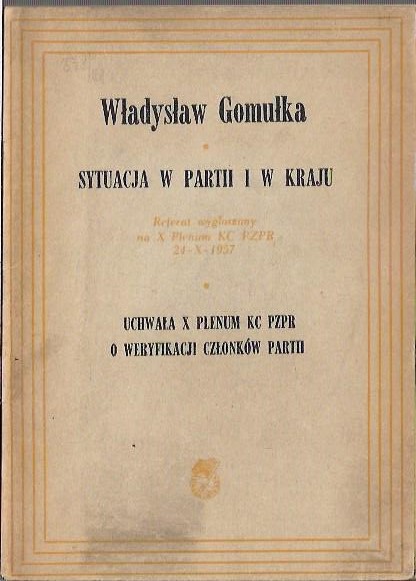 Władysław Gomułka
SYTUACJA W PARTII I W KRAJU
Referat wygłoszony
na X Plenum KC PZPR
24-X-1957
UCHWAŁA X PLENUM KC PZPR
O WERYFIKACJI CZŁONKÓW PARTII